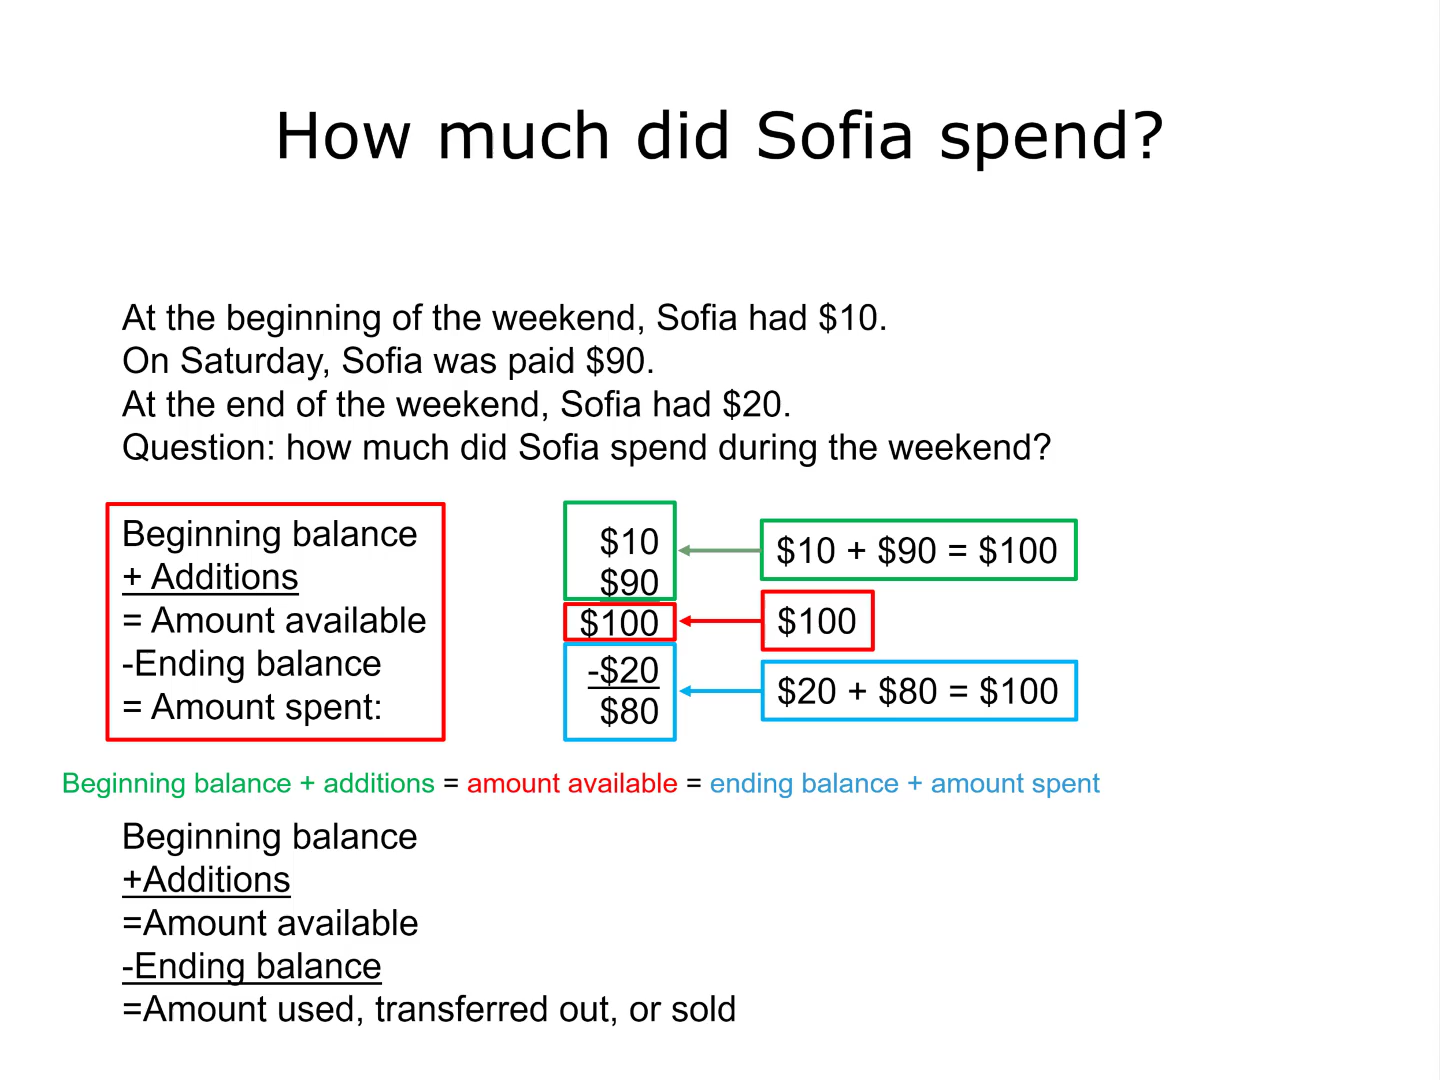 How much did Sofia spend?
At the beginning of the weekend, Sofia had $10.
On Saturday, Sofia was paid $90.
At the end of the weekend, Sofia had $20.
Question: how much did Sofia spend during the weekend?
Beginning balance
+ Additions
= Amount available
-Ending balance
= Amount spent:
$10
$90
$100
-$20
$80
$10 + $90 = $100
$100
$20 + $80 = $100
Beginning balance + additions = amount available = ending balance + amount spent
Beginning balance
+Additions
=Amount available
-Ending balance
=Amount used, transferred out, or sold